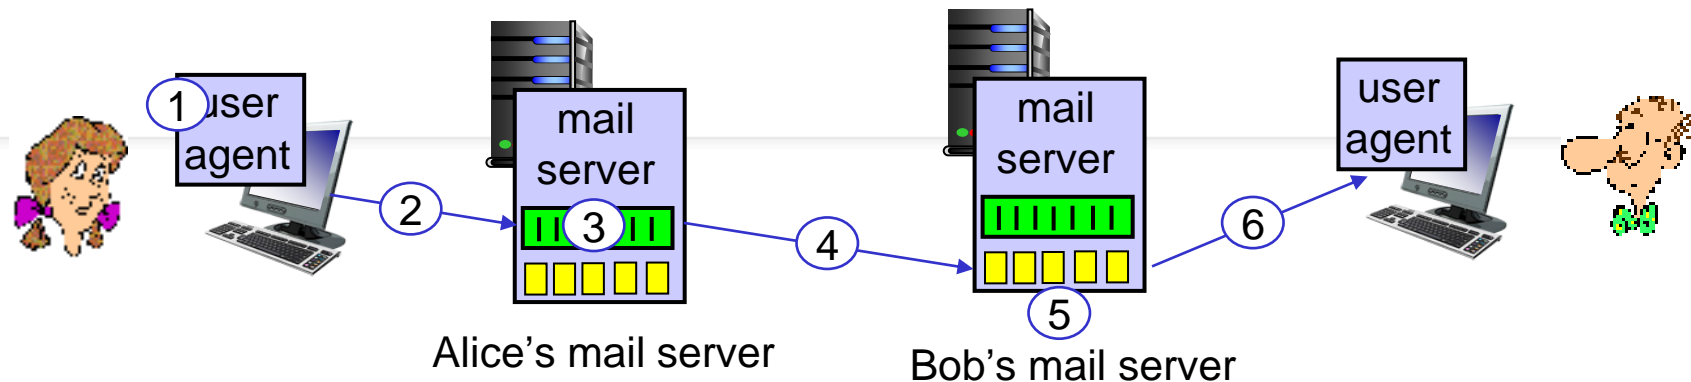 1
user
agent
2
mail
server
3
Alice's mail server
4
mail
server
5
Bob's mail server
6
user
agent